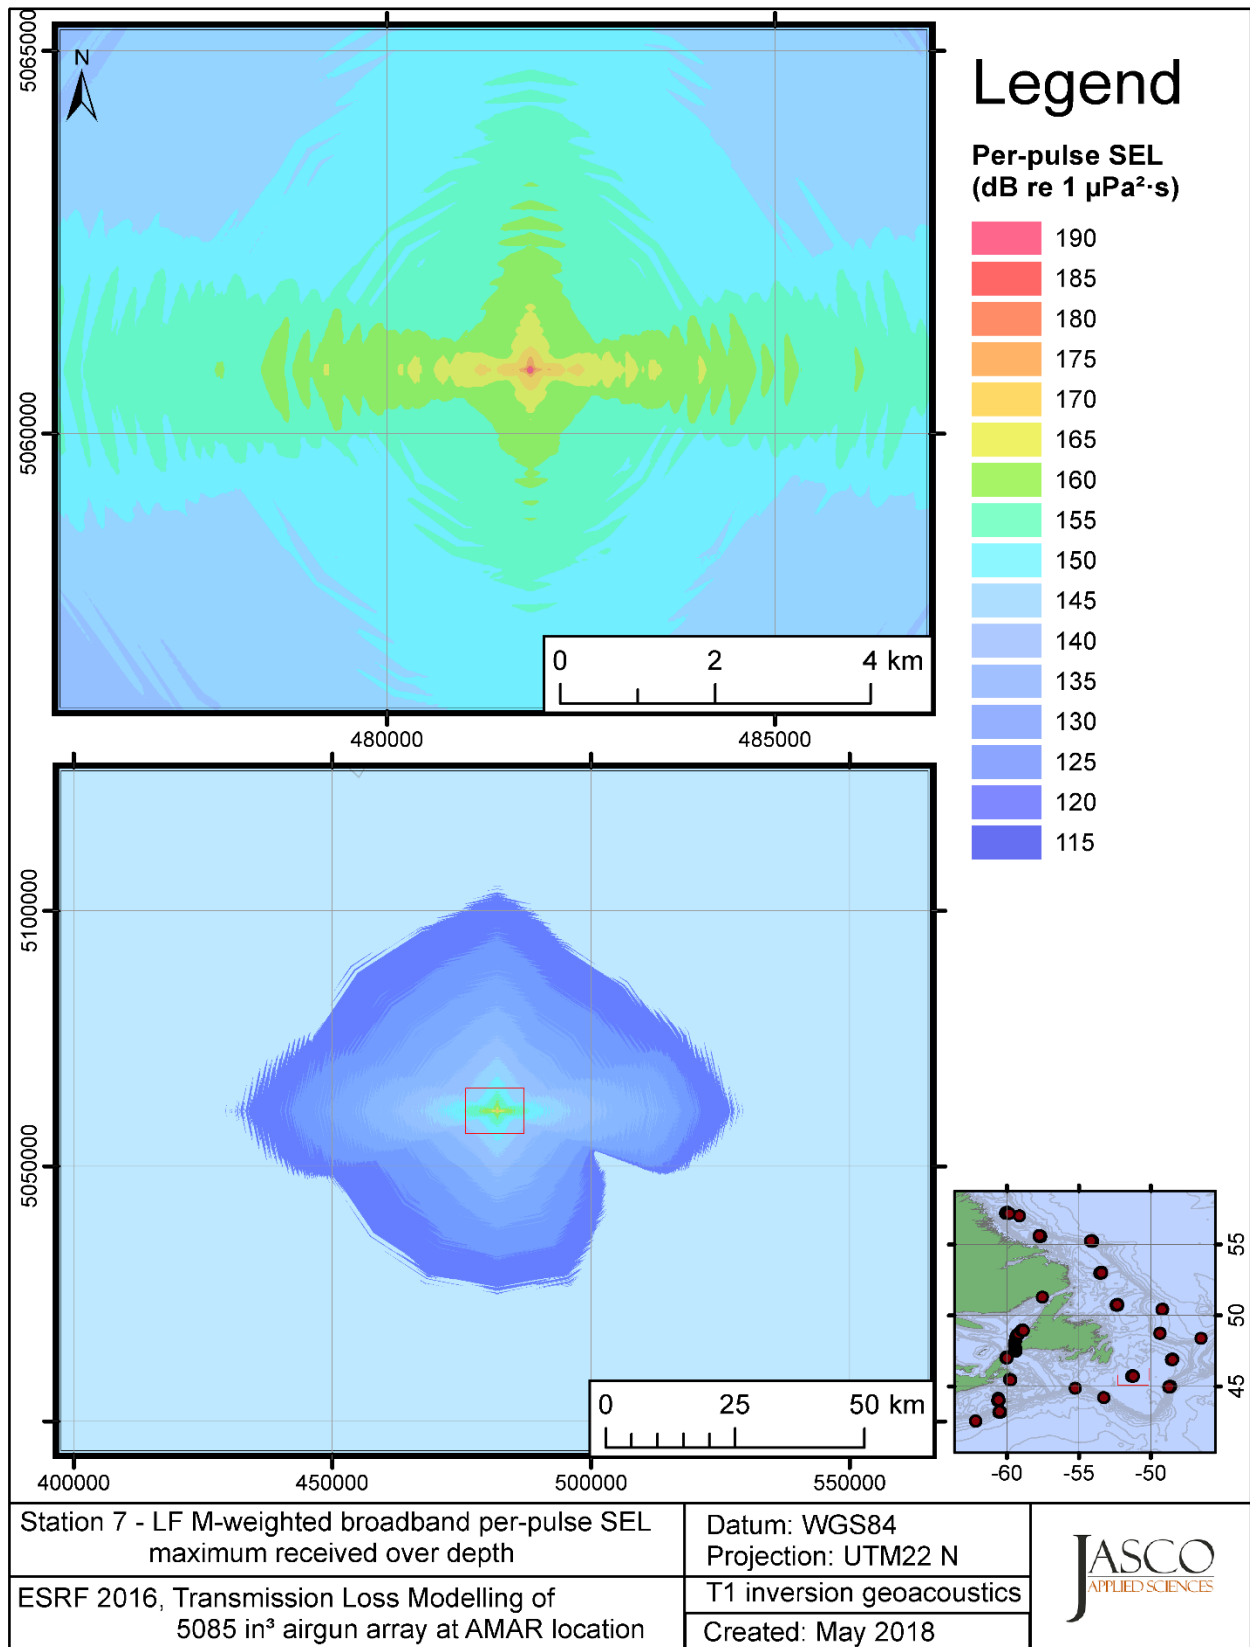 N
5065000
5060000
0 2 4 km
480000 485000
Legend
Per-pulse SEL
(dB re 1 µPa²·s)
190
185
180
175
170
165
160
155
150
145
140
135
130
125
120
115
5100000
5050000
0 25 50 km
400000 450000 500000 550000
55
50
45
-60 -55 -50
Station 7 - LF M-weighted broadband per-pulse SEL
maximum received over depth
ESRF 2016, Transmission Loss Modelling of
5085 in³ airgun array at AMAR location
Datum: WGS84
Projection: UTM22 N
T1 inversion geoacoustics
Created: May 2018
JASCO
APPLIED SCIENCES